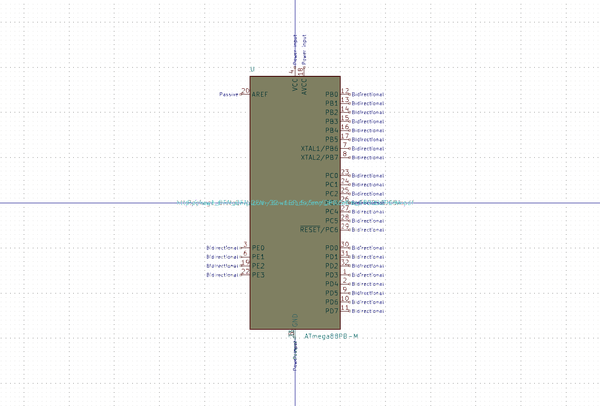 Power input
Power input
U
4
18
VCC
AVCC
Passive 20 AREF
PB0 12 Bidirectional
PB1 13 Bidirectional
PB2 14 Bidirectional
PB3 15 Bidirectional
PB4 16 Bidirectional
PB5 17 Bidirectional
XTAL1/PB6 7 Bidirectional
XTAL2/PB7 8 Bidirectional
PC0 23 Bidirectional
PC1 24 Bidirectional
PC2 25 Bidirectional
26
PC4 27 Bidirectional
PC5 28 Bidirectional
RESET/PC6 29 Bidirectional
Bidirectional 3 PE0
Bidirectional 6 PE1
Bidirectional 19 PE2
Bidirectional 22 PE3
PD0 30 Bidirectional
PD1 31 Bidirectional
PD2 32 Bidirectional
PD3 1 Bidirectional
PD4 2 Bidirectional
PD5 9 Bidirectional
PD6 10 Bidirectional
PD7 11 Bidirectional
GND
ATmega88PB-M